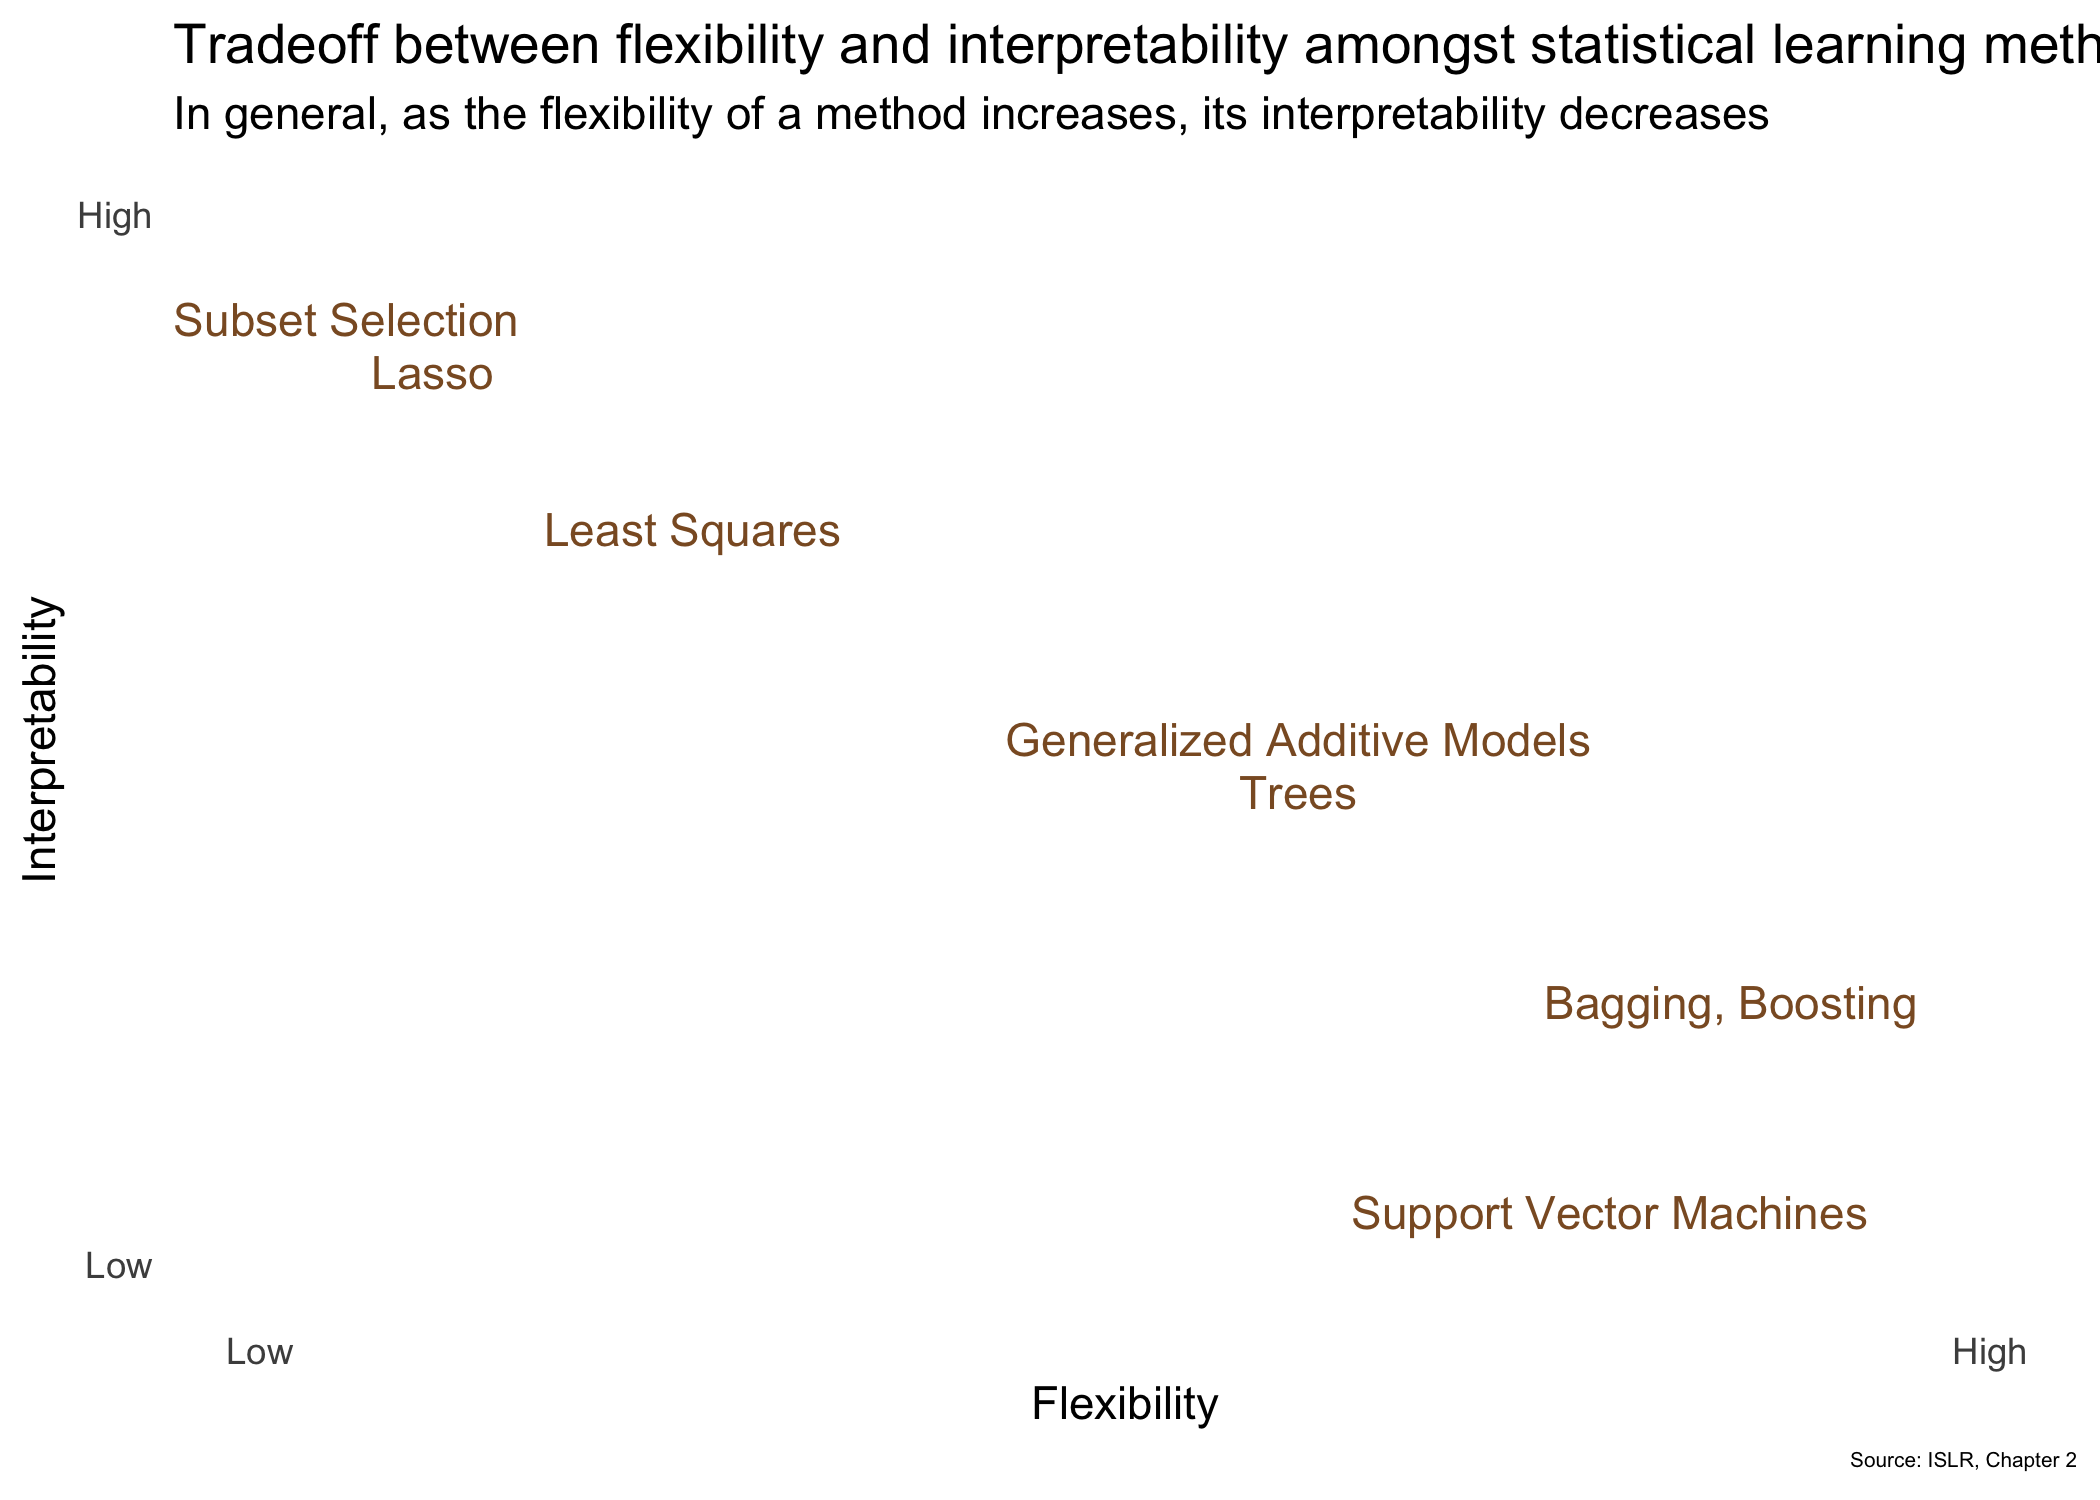 Tradeoff between flexibility and interpretability amongst statistical learning meth
In general, as the flexibility of a method increases, its interpretability decreases
High
Subset Selection
Lasso
Least Squares
Interpretability
Generalized Additive Models
Trees
Bagging, Boosting
Support Vector Machines
Low
Low
High
Flexibility
Source: ISLR, Chapter 2